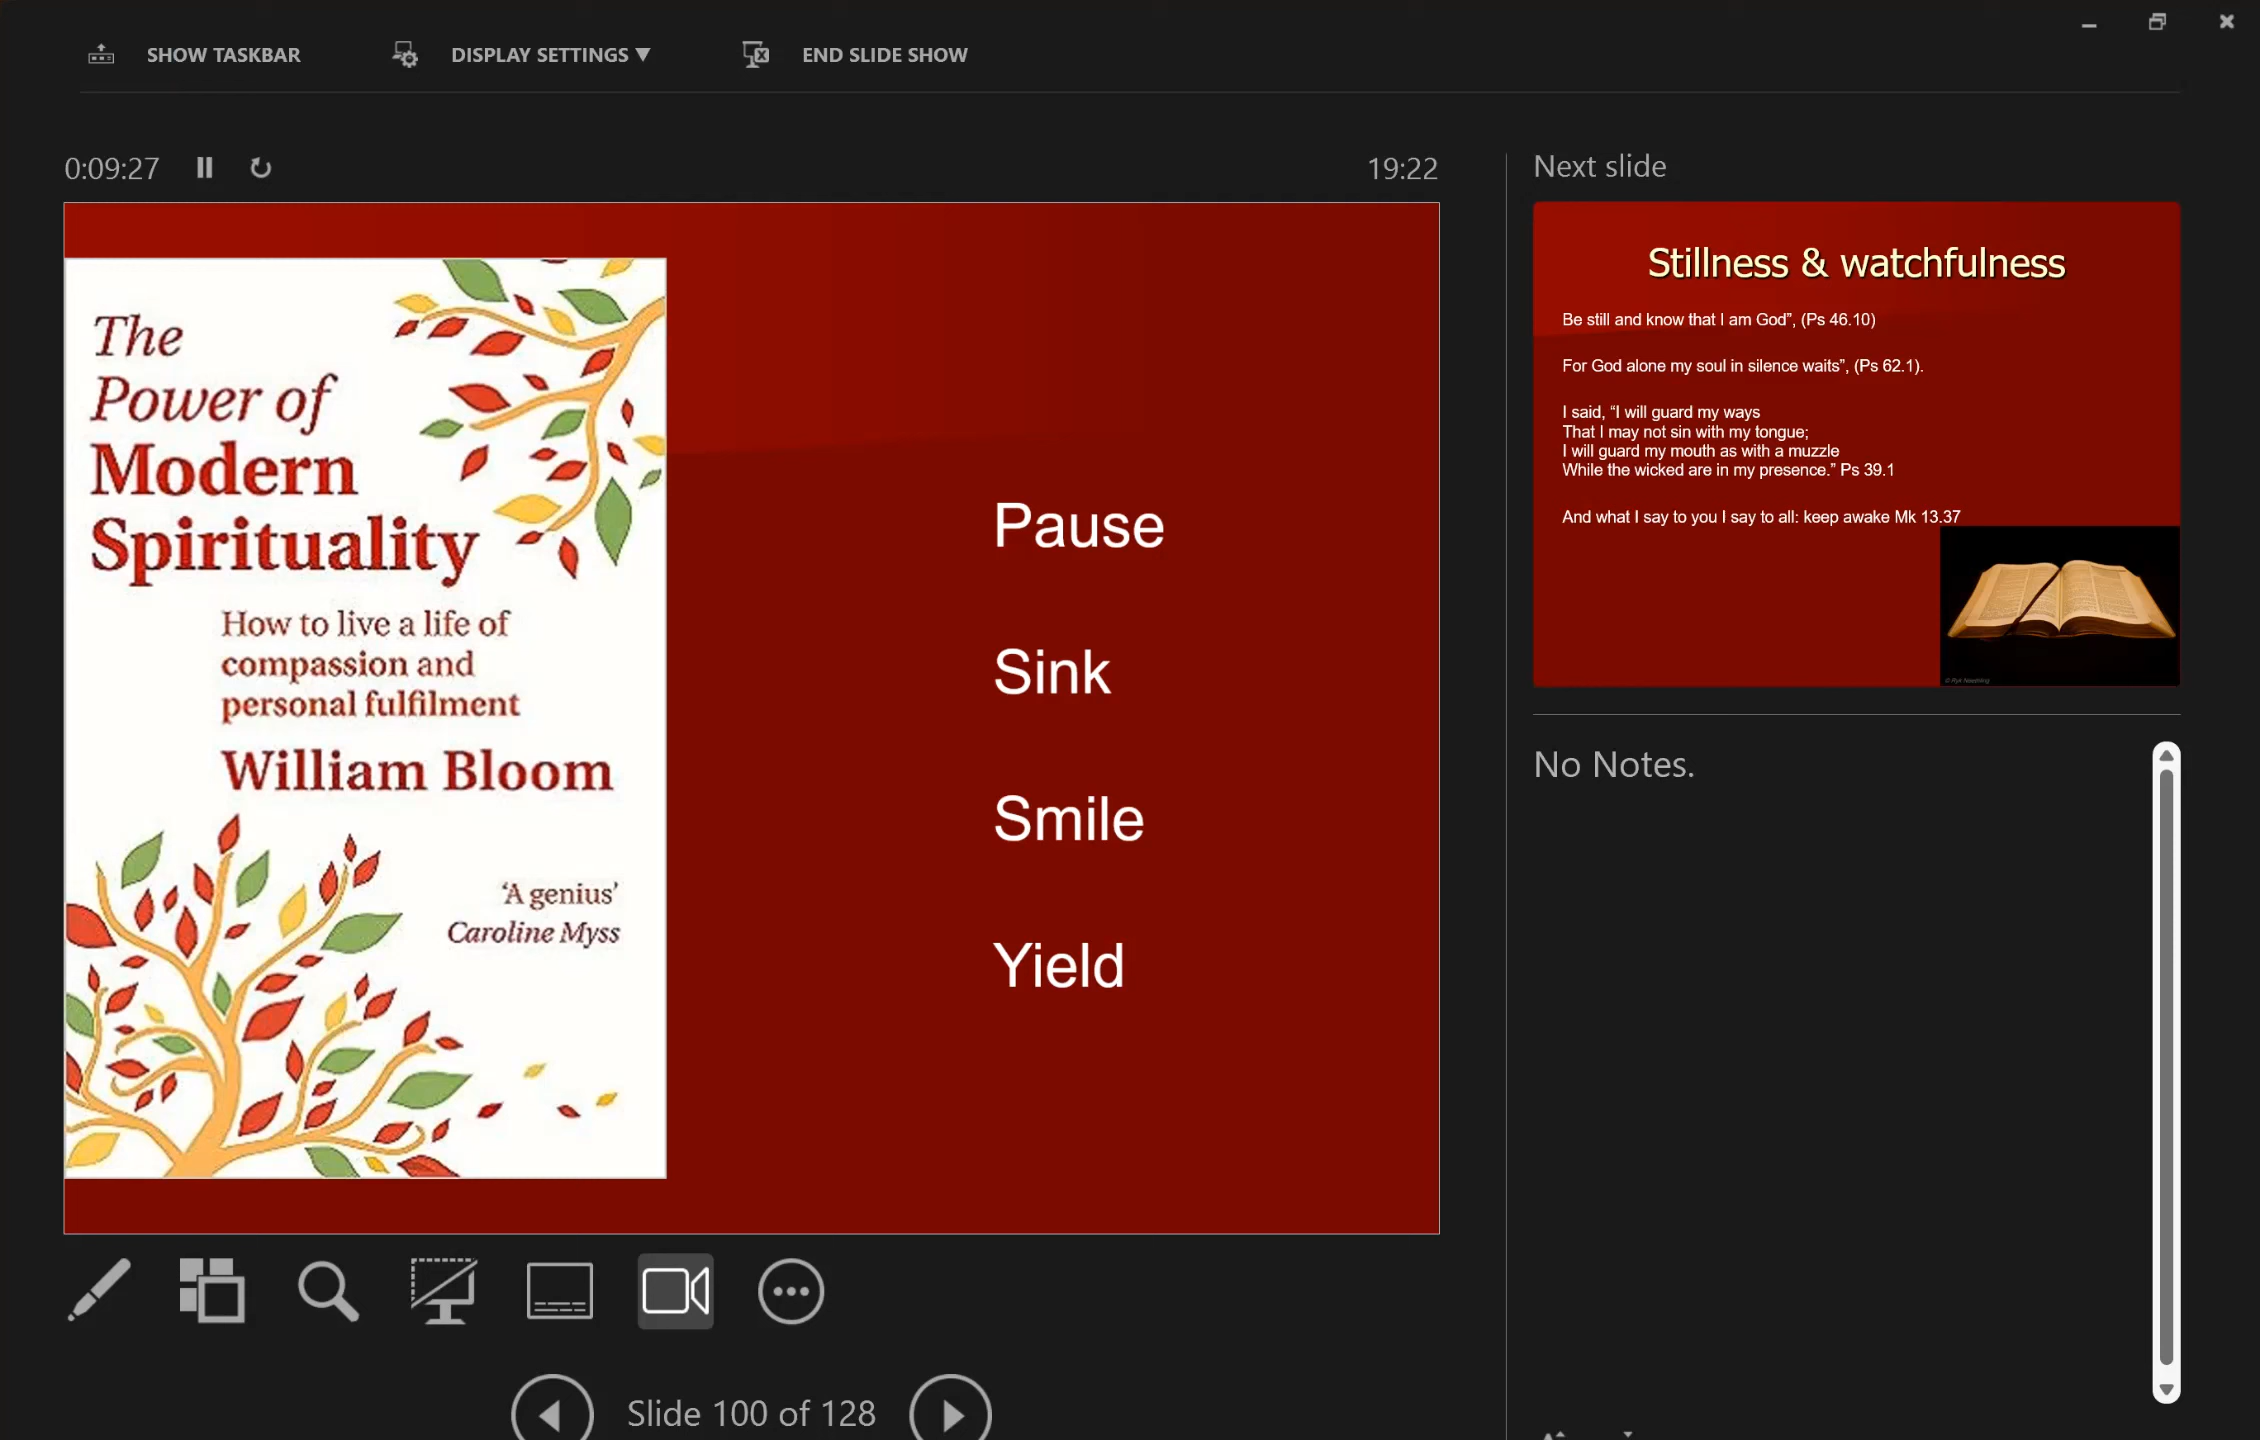 SHOW TASKBAR
DISPLAY SETTINGS ▼
END SLIDE SHOW
0:09:27
19:22
The
Power of
Modern
Spirituality
How to live a life of
compassion and
personal fulfilment
William Bloom
‘A genius’
Caroline Myss
Pause
Sink
Smile
Yield
Slide 100 of 128
Next slide
Stillness & watchfulness
Be still and know that I am God”, (Ps 46.10)
For God alone my soul in silence waits”, (Ps 62.1).
I said, “I will guard my ways
That I may not sin with my tongue;
I will guard my mouth as with a muzzle
While the wicked are in my presence.” Ps 39.1
And what I say to you I say to all: keep awake Mk 13.37
No Notes.